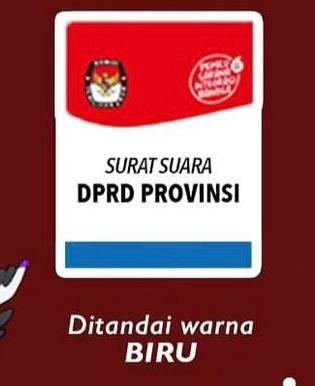 SURAT SUARA
DPRD PROVINSI
Ditandai warna
BIRU